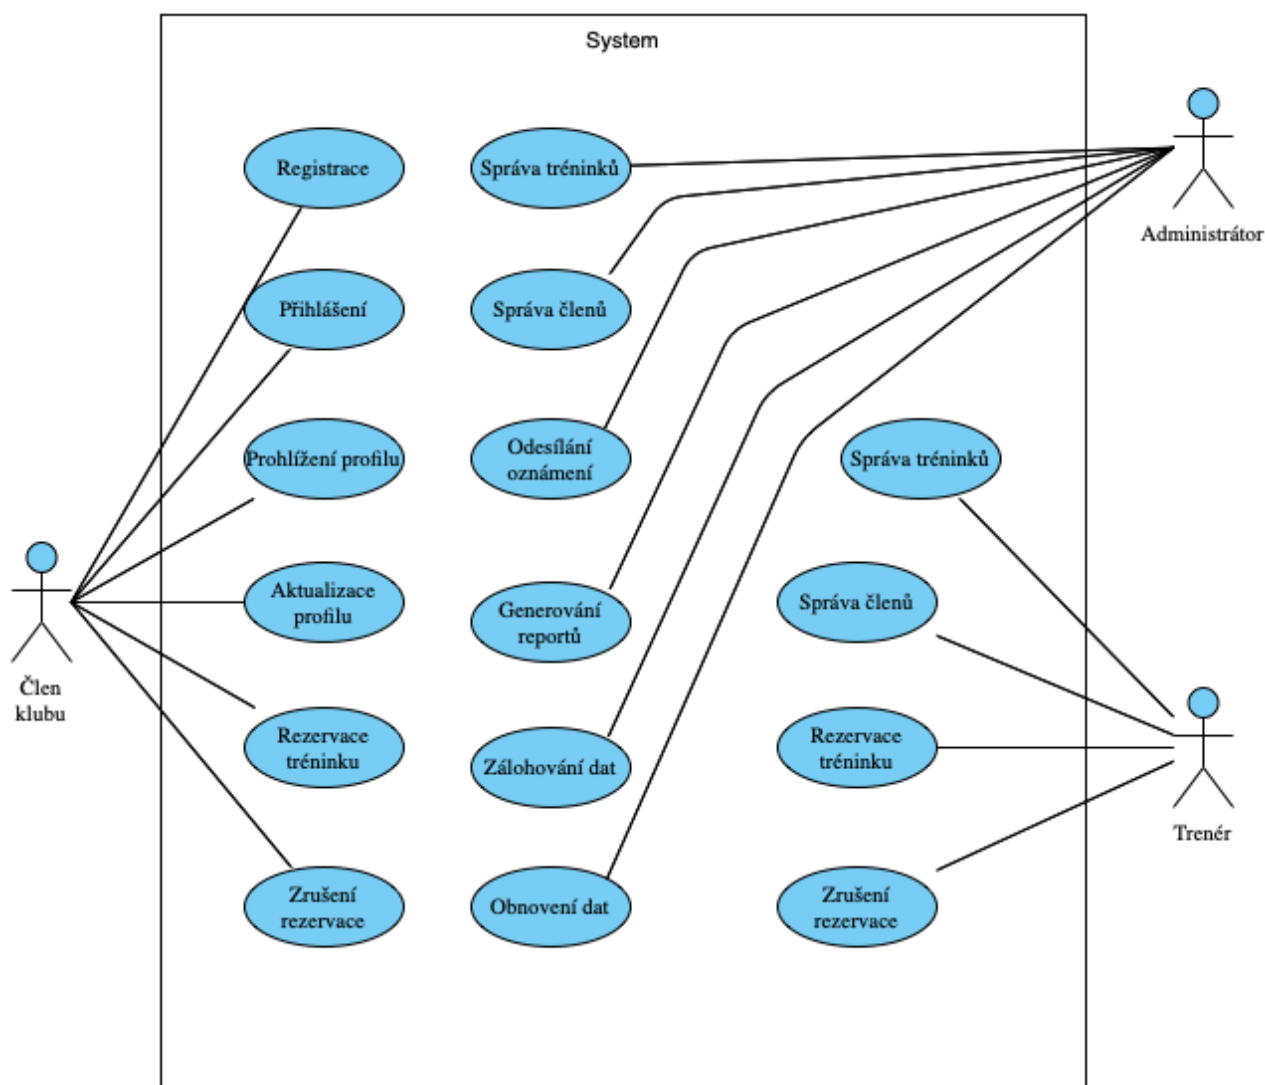 System
Registrace
Správa tréninků
Administrátor
Přihlášení
Správa členů
Prohlížení profilu
Odesílání
oznámení
Správa tréninků
Člen
klubu
Aktualizace
profilu
Generování
reportů
Správa členů
Rezervace
tréninku
Zálohování dat
Rezervace
tréninku
Trenér
Zrušení
rezervace
Obnovení dat
Zrušení
rezervace